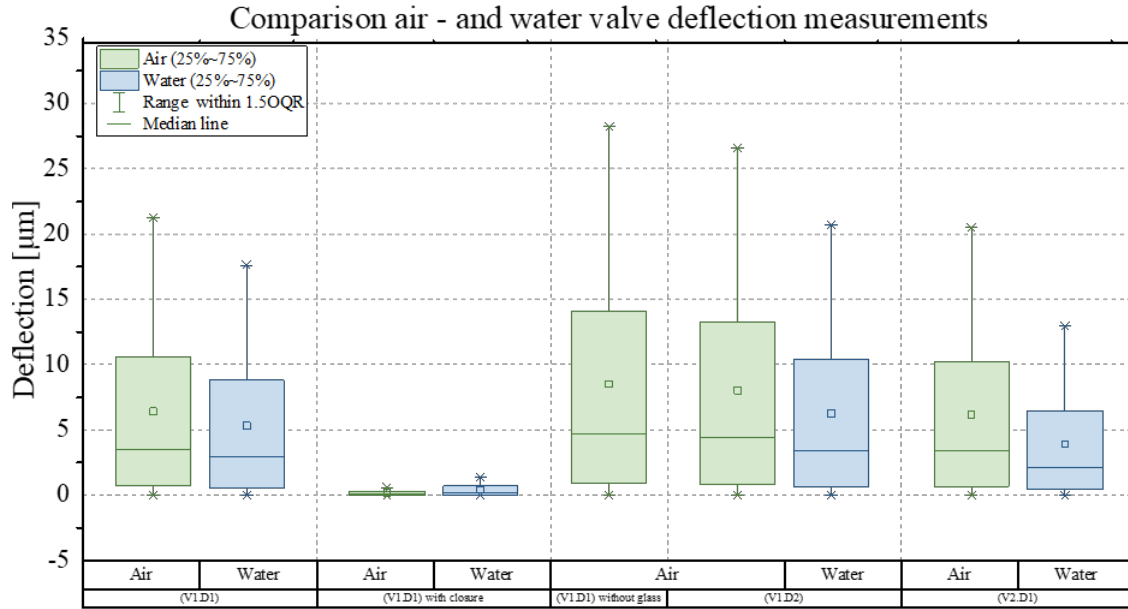 Comparison air - and water valve deflection measurements
Air (25%~75%)
Water (25%~75%)
Range within 1.5OQR
Median line
Deflection [µm]
35
30
25
20
15
10
5
0
-5
Air Water Air Water Air Water Air Water
(V1.D1) (V1.D1) with closure (V1.D1) without glass (V1.D2) (V2.D1)